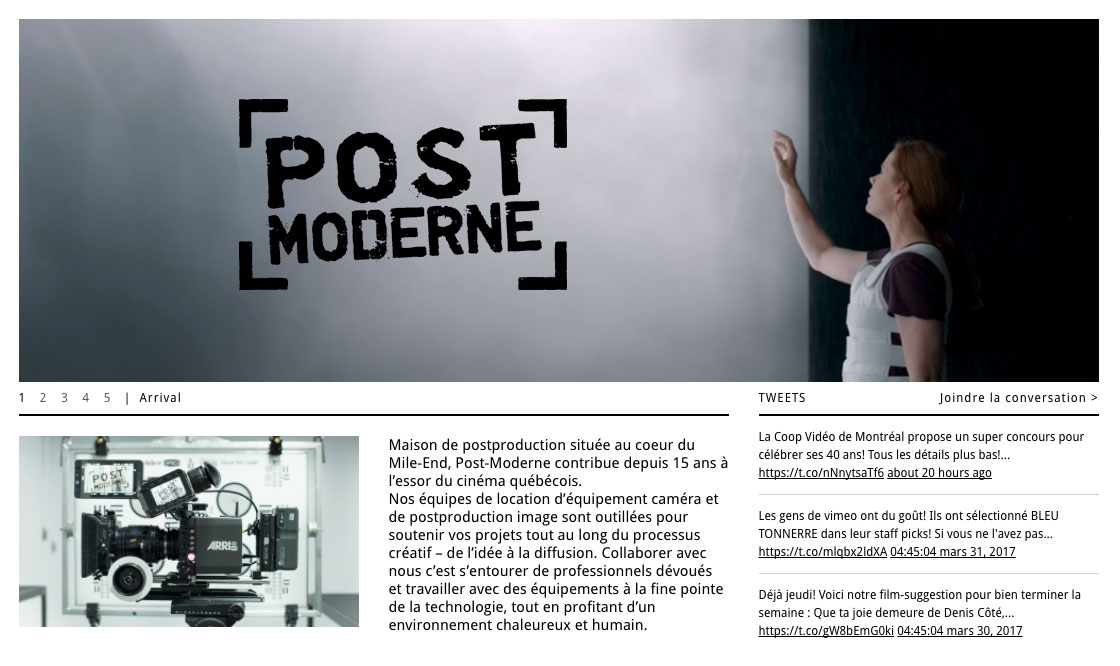 POST
MODERNE
1 2 3 4 5 | Arrival
TWEETS
Joindre la conversation >
ARRI
Maison de postproduction située au coeur du
Mile-End, Post-Moderne contribue depuis 15 ans à
l’essor du cinéma québécois.
Nos équipes de location d’équipement caméra et
de postproduction image sont outillées pour
soutenir vos projets tout au long du processus
créatif – de l’idée à la diffusion. Collaborer avec
nous c’est s’entourer de professionnels dévoués
et travailler avec des équipements à la fine pointe
de la technologie, tout en profitant d’un
environnement chaleureux et humain.
La Coop Vidéo de Montréal propose un super concours pour
célébrer ses 40 ans! Tous les détails plus bas!...
https://t.co/nNnytsaTf6 about 20 hours ago
Les gens de vimeo ont du goût! Ils ont sélectionné BLEU
TONNERRE dans leur staff picks! Si vous ne l'avez pas...
https://t.co/mlqbx2ldXA 04:45:04 mars 31, 2017
Déjà jeudi! Voici notre film-suggestion pour bien terminer la
semaine : Que ta joie demeure de Denis Côté,...
https://t.co/gW8bEmG0ki 04:45:04 mars 30, 2017